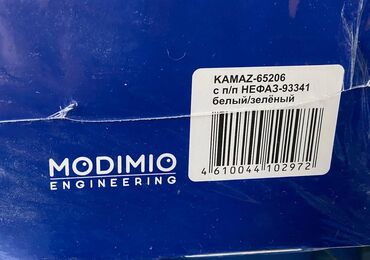 KAMAZ-65206
с п/п НЕФАЗ-93341
белый/зелёный
4 610044 102972
MODIMIO
ENGINEERING